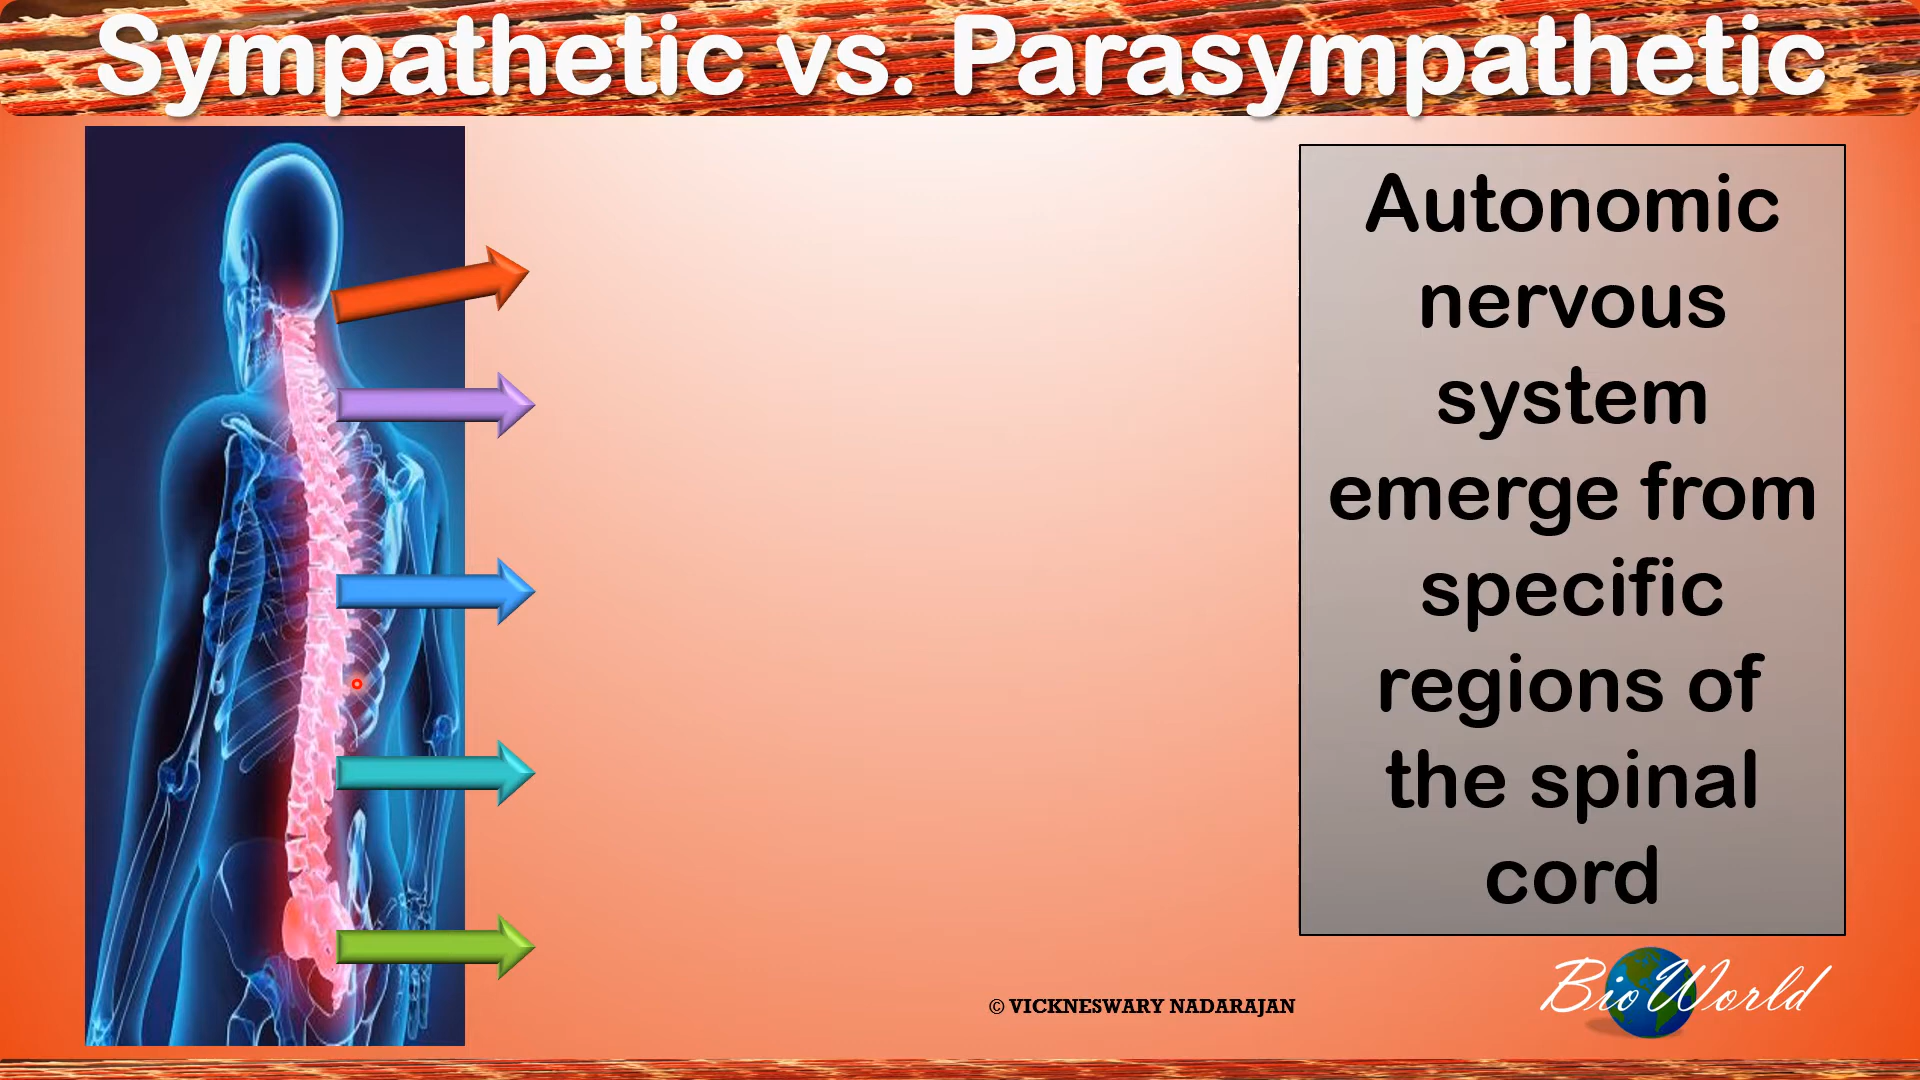 Sympathetic vs. Parasympathetic
Autonomic
nervous
system
emerge from
specific
regions of
the spinal
cord
© VICKNESWARY NADARAJAN
BioWorld